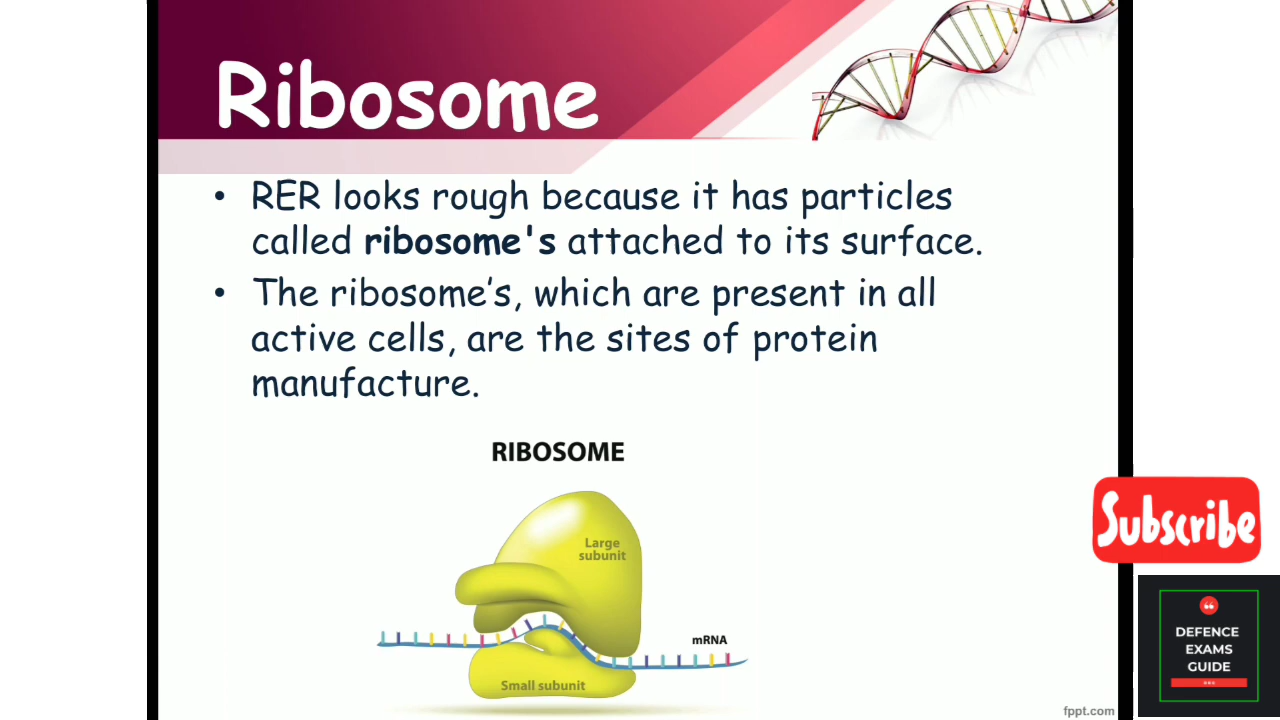 Ribosome
• RER looks rough because it has particles
called ribosome's attached to its surface.
• The ribosome’s, which are present in all
active cells, are the sites of protein
manufacture.
RIBOSOME
Large
subunit
mRNA
Small subunit
Subscribe
DEFENCE
EXAMS
GUIDE
fppt.com